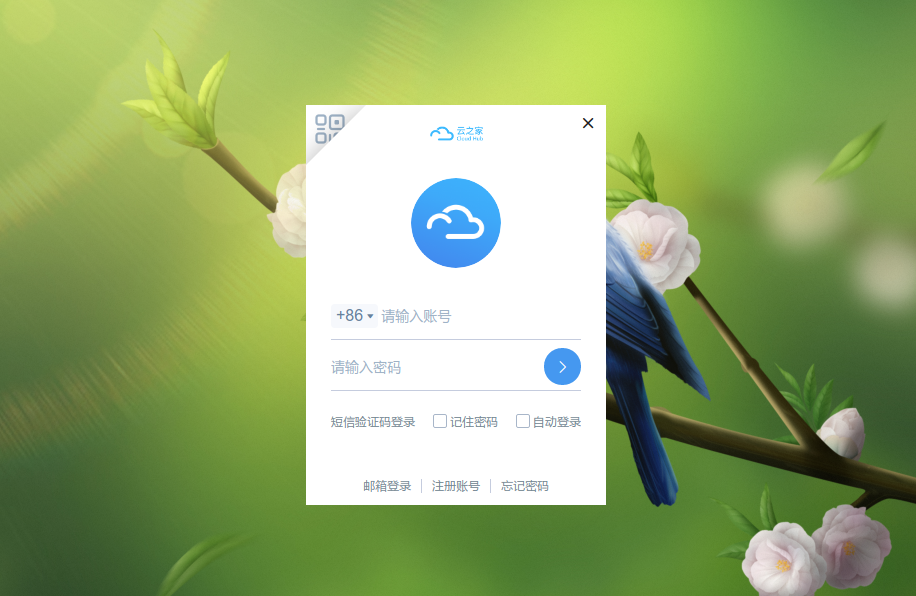 云之家
Cloud Hub
+86 请输入账号
请输入密码
短信验证码登录 记住密码 自动登录
邮箱登录 注册账号 忘记密码